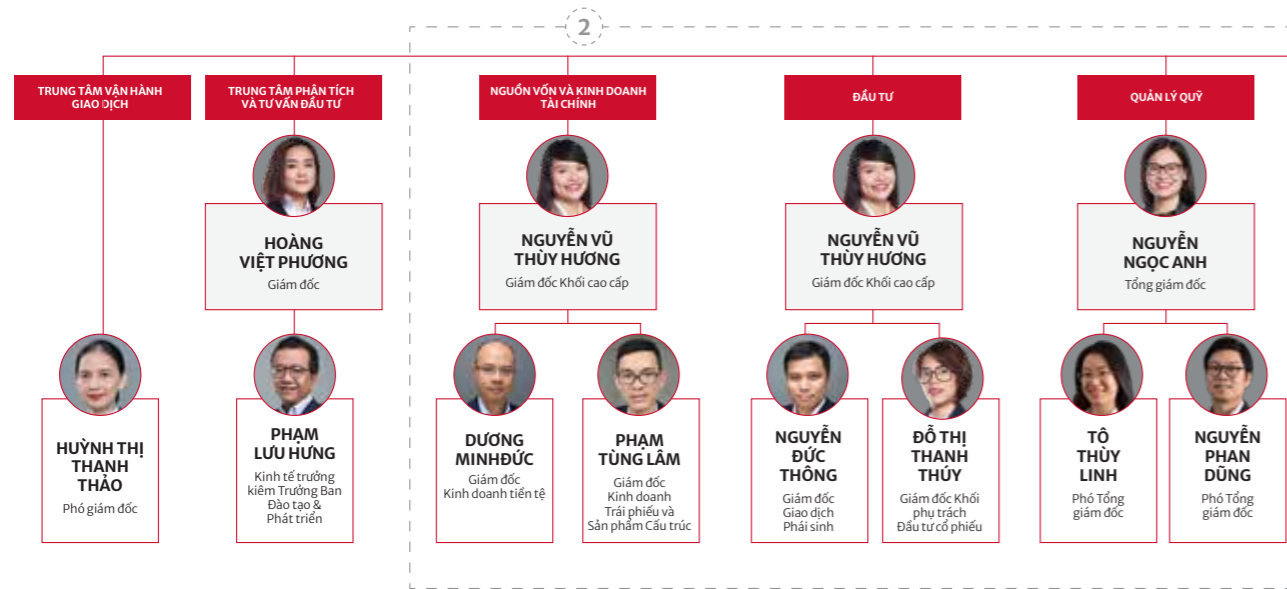 2
TRUNG TÂM VẬN HÀNH
GIAO DỊCH
TRUNG TÂM PHÂN TÍCH
VÀ TƯ VẤN ĐẦU TƯ
NGUỒN VỐN VÀ KINH DOANH
TÀI CHÍNH
ĐẦU TƯ
QUẢN LÝ QUỸ
HOÀNG
VIỆT PHƯƠNG
Giám đốc
NGUYỄN VŨ
THÙY HƯƠNG
Giám đốc Khối cao cấp
NGUYỄN VŨ
THÙY HƯƠNG
Giám đốc Khối cao cấp
NGUYỄN
NGỌC ANH
Tổng giám đốc
HUỲNH THỊ
THANH
THẢO
Phó giám đốc
PHẠM
LƯU HƯNG
Kinh tế trưởng
kiêm Trưởng Ban
Đào tạo &
Phát triển
DƯƠNG
MINHĐỨC
Giám đốc
Kinh doanh tiền tệ
PHẠM
TÙNG LÂM
Giám đốc
Kinh doanh
Trái phiếu và
Sản phẩm Cấu trúc
NGUYỄN
ĐỨC
THÔNG
Giám đốc
Giao dịch
Phái sinh
ĐỖ THỊ
THANH
THÚY
Giám đốc Khối
phụ trách
Đầu tư cổ phiếu
TÔ
THÙY
LINH
Phó Tổng
giám đốc
NGUYỄN
PHAN
DŨNG
Phó Tổng
giám đốc